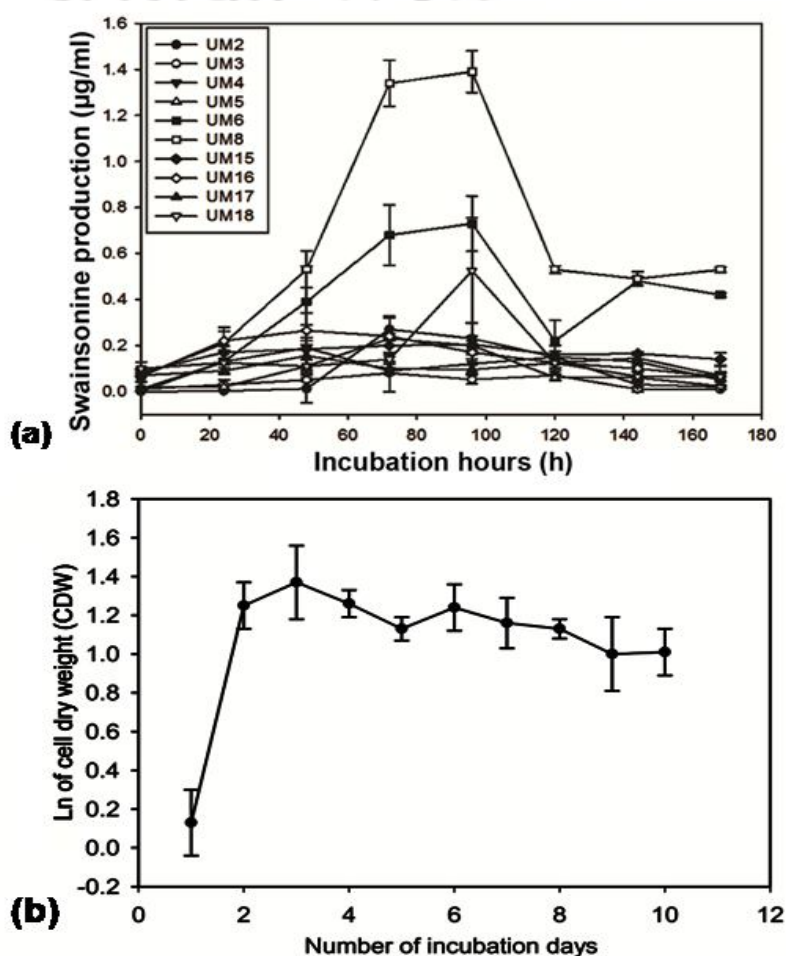 1.6
1.4
1.2
1.0
0.8
0.6
0.4
0.2
0.0
Swainsonine production (µg/ml)
UM2
UM3
UM4
UM5
UM6
UM8
UM15
UM16
UM17
UM18
0 20 40 60 80 100 120 140 160 180
Incubation hours (h)
(a)
1.8
1.6
1.4
1.2
1.0
0.8
0.6
0.4
0.2
0.0
-0.2
Ln of cell dry weight (CDW)
0 2 4 6 8 10 12
Number of incubation days
(b)